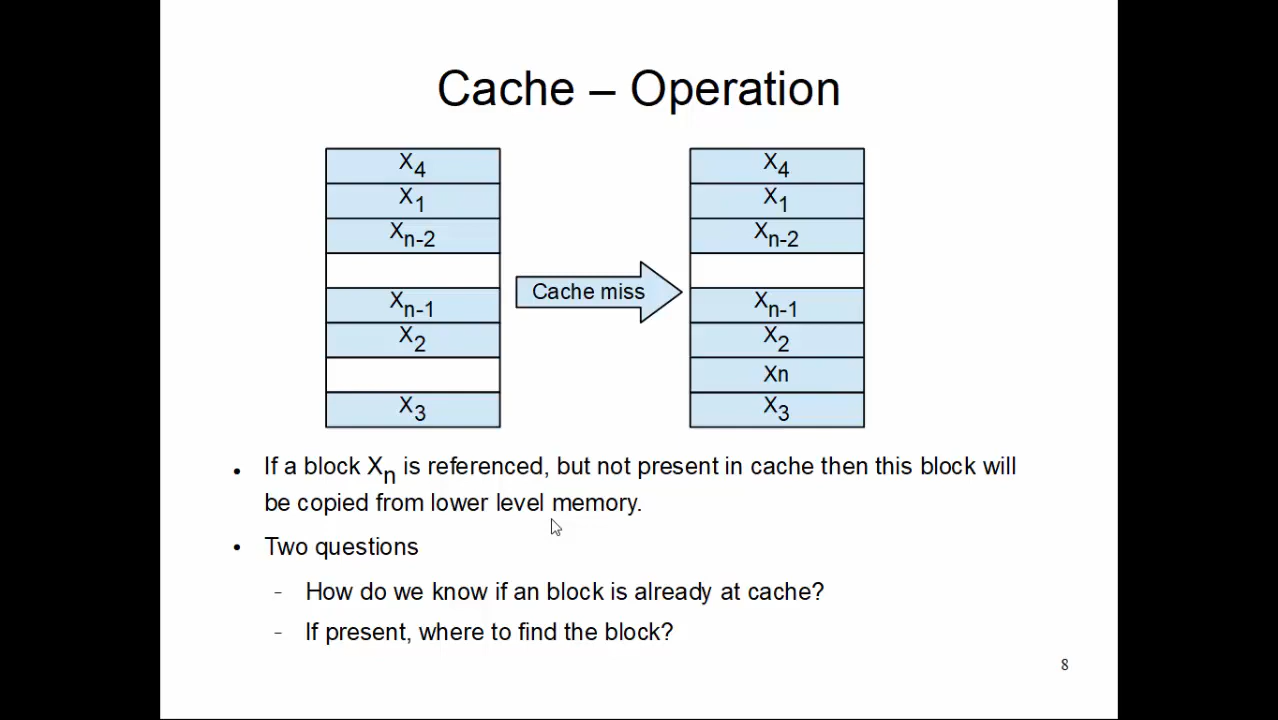 Cache – Operation
X4
X1
Xn-2
Xn-1
X2
X3
Cache miss
X4
X1
Xn-2
Xn-1
X2
Xn
X3
• If a block Xn is referenced, but not present in cache then this block will
be copied from lower level memory.
• Two questions
– How do we know if an block is already at cache?
– If present, where to find the block?
8